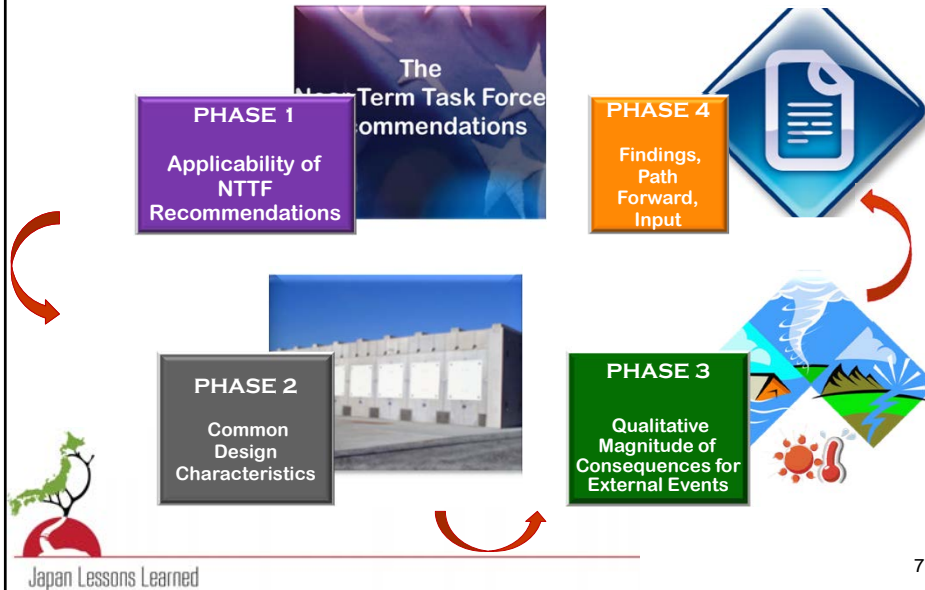 The
Term Task Force
PHASE 1
Applicability of
NTTF
Recommendations
PHASE 4
Findings,
Path
Forward,
Input
PHASE 2
Common
Design
Characteristics
PHASE 3
Qualitative
Magnitude of
Consequences for
External Events
Japan Lessons Learned
7